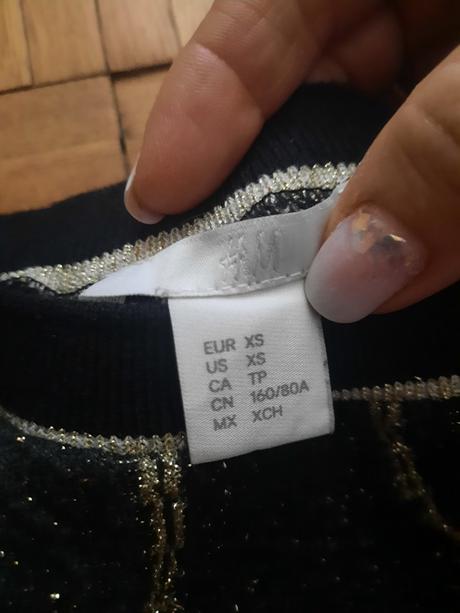 H&M
EUR XS
US XS
CA TP
CN 160/80A
MX XCH